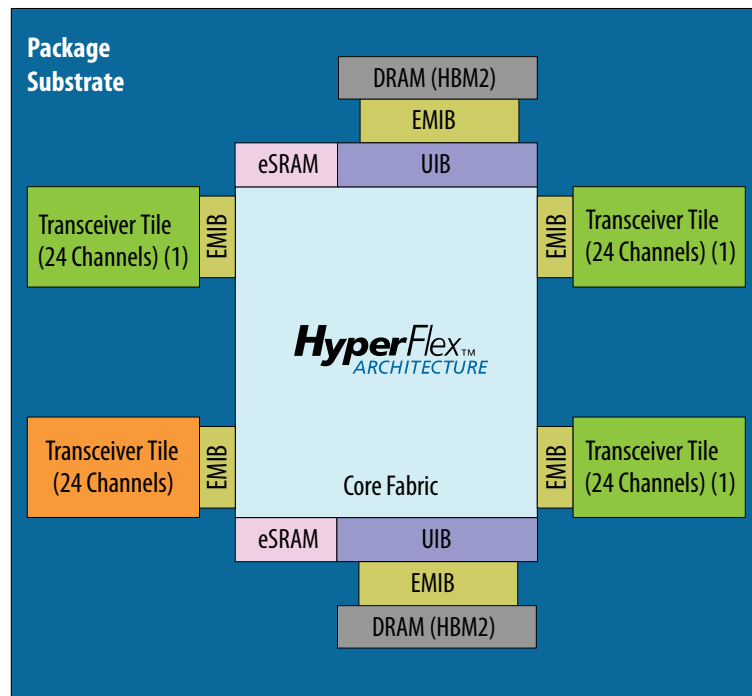 Package
Substrate
DRAM (HBM2)
EMIB
eSRAM
UIB
Transceiver Tile
(24 Channels) (1)
EMIB
EMIB
Transceiver Tile
(24 Channels) (1)
HyperFlex™
ARCHITECTURE
Transceiver Tile
(24 Channels)
EMIB
Core Fabric
EMIB
Transceiver Tile
(24 Channels) (1)
eSRAM
UIB
EMIB
DRAM (HBM2)